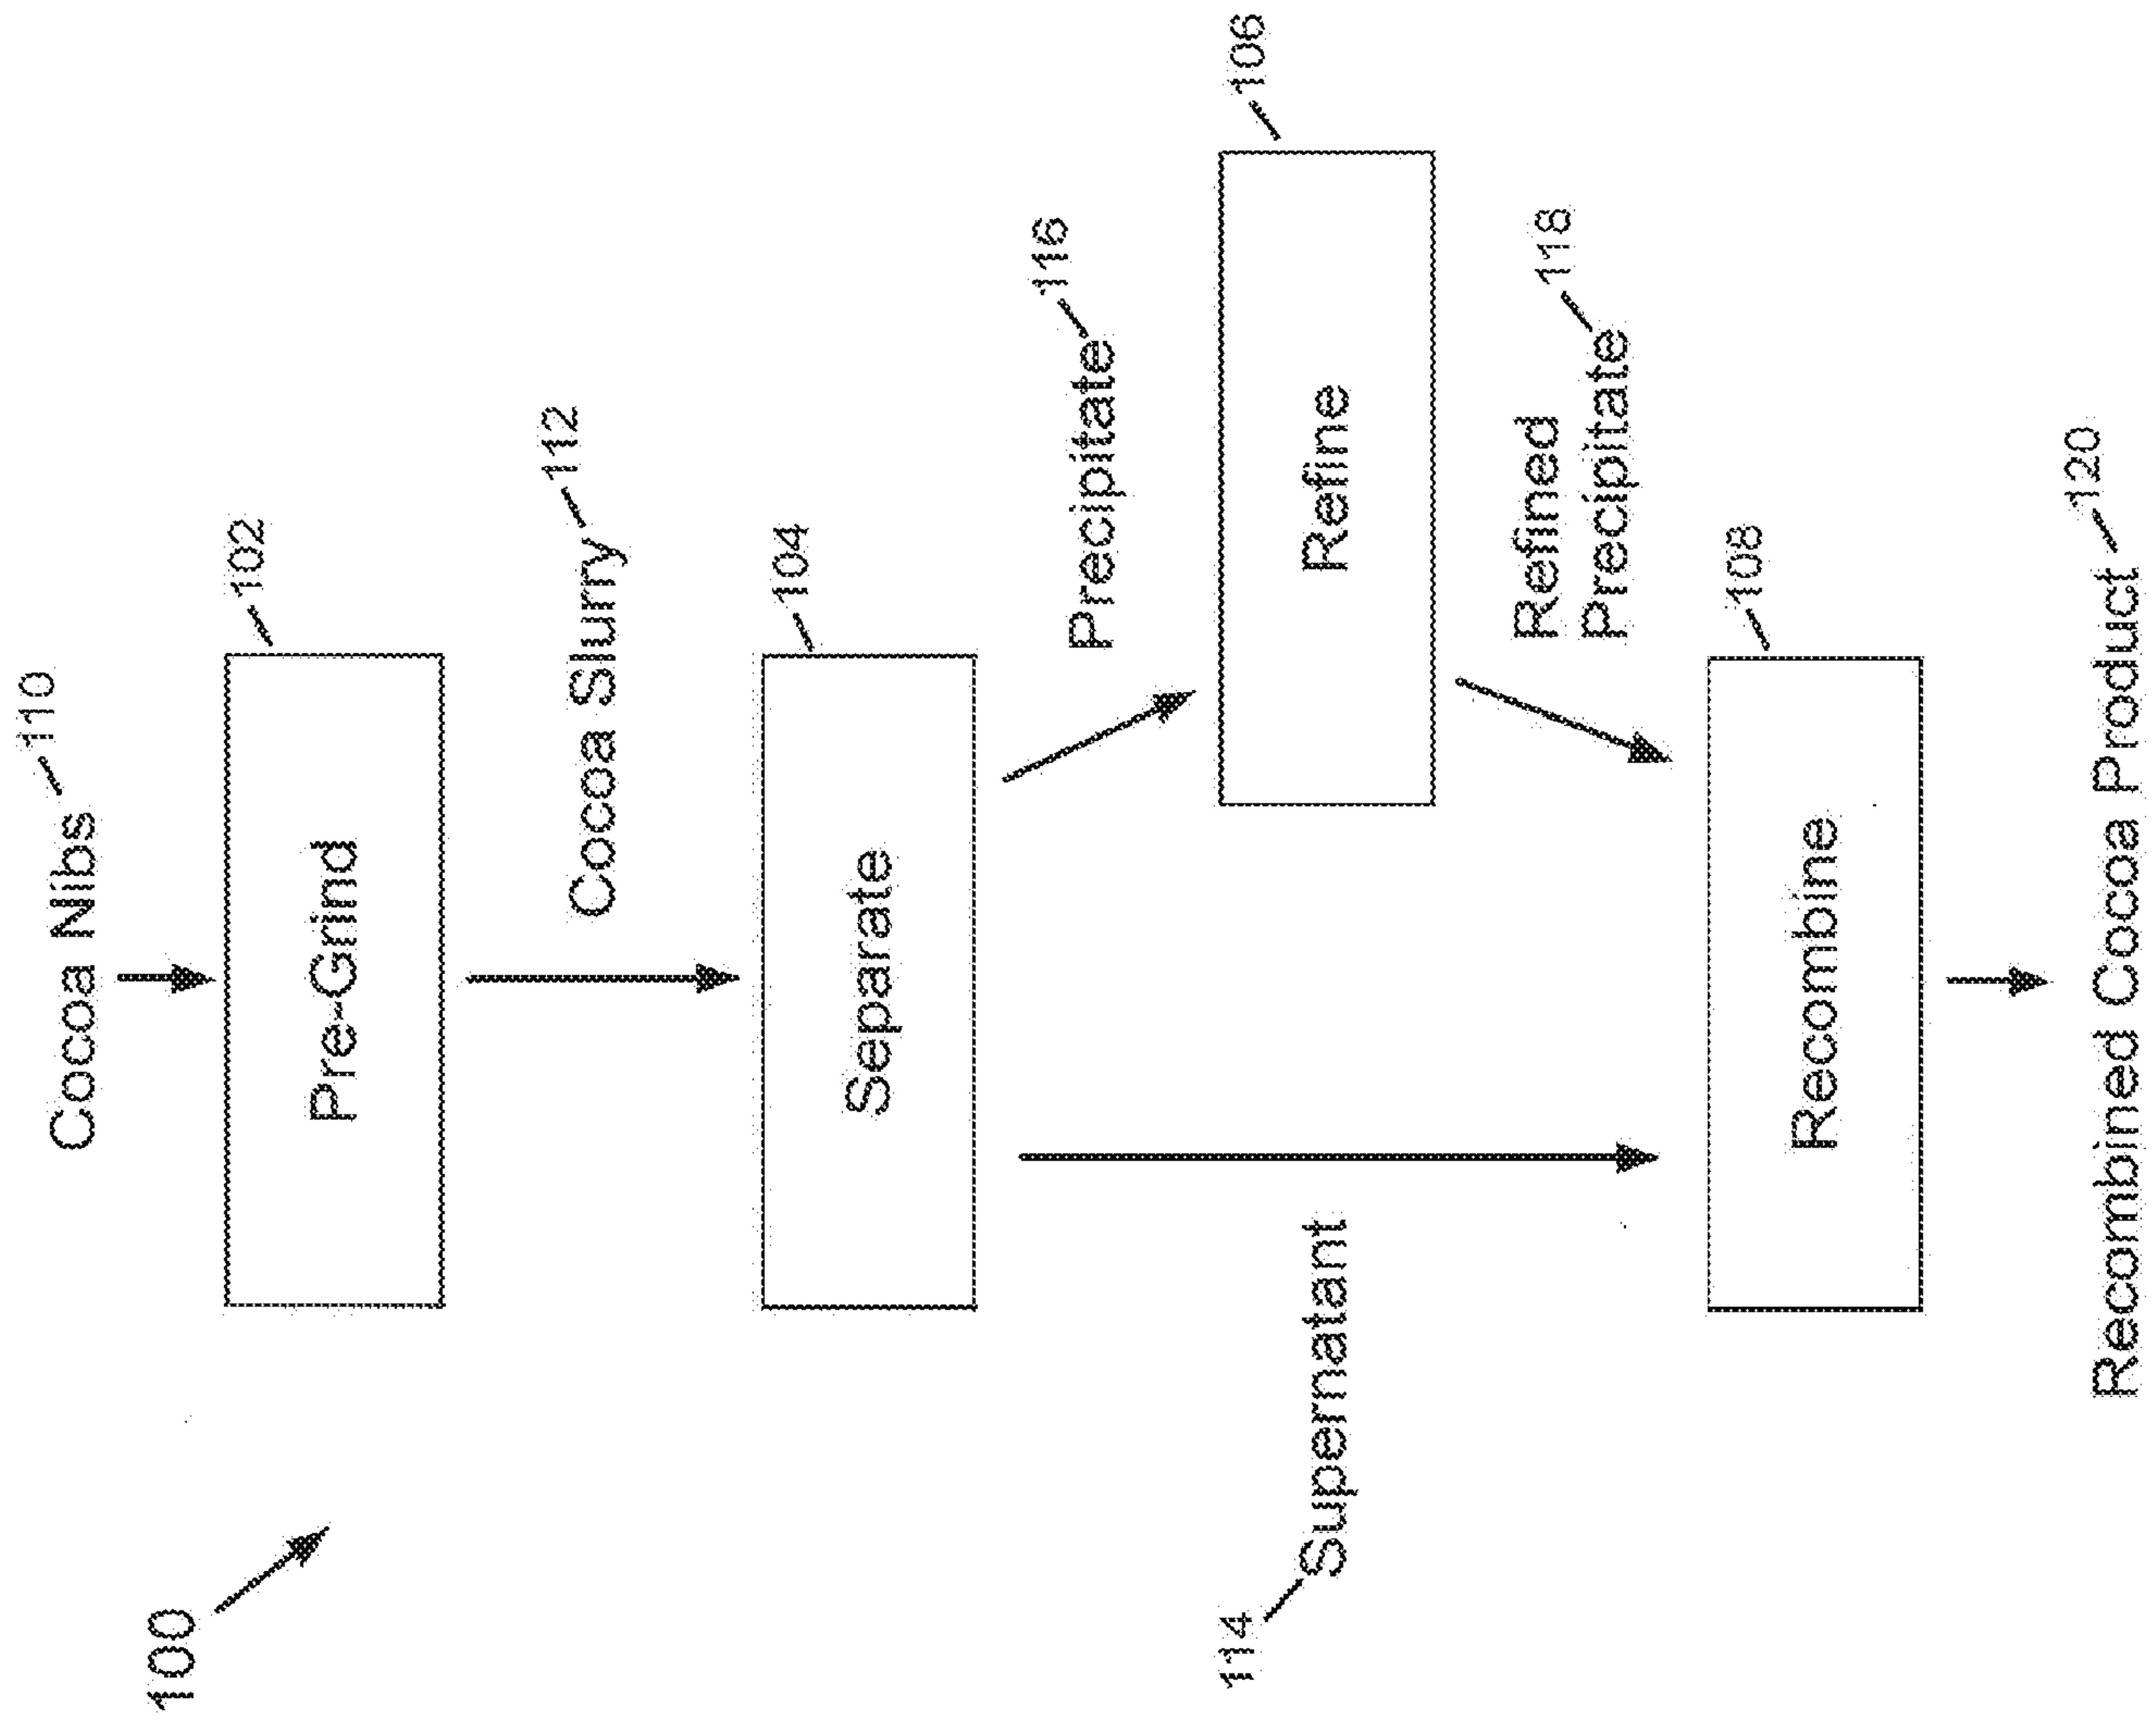 100
Cocoa Nibs 110
102
Pre-Grind
Cocoa Slurry 112
104
Separate
Precipitate 116
114 Supernatant
106
Refine
Refined
Precipitate 118
108
Recombine
Recombined Cocoa Product 120